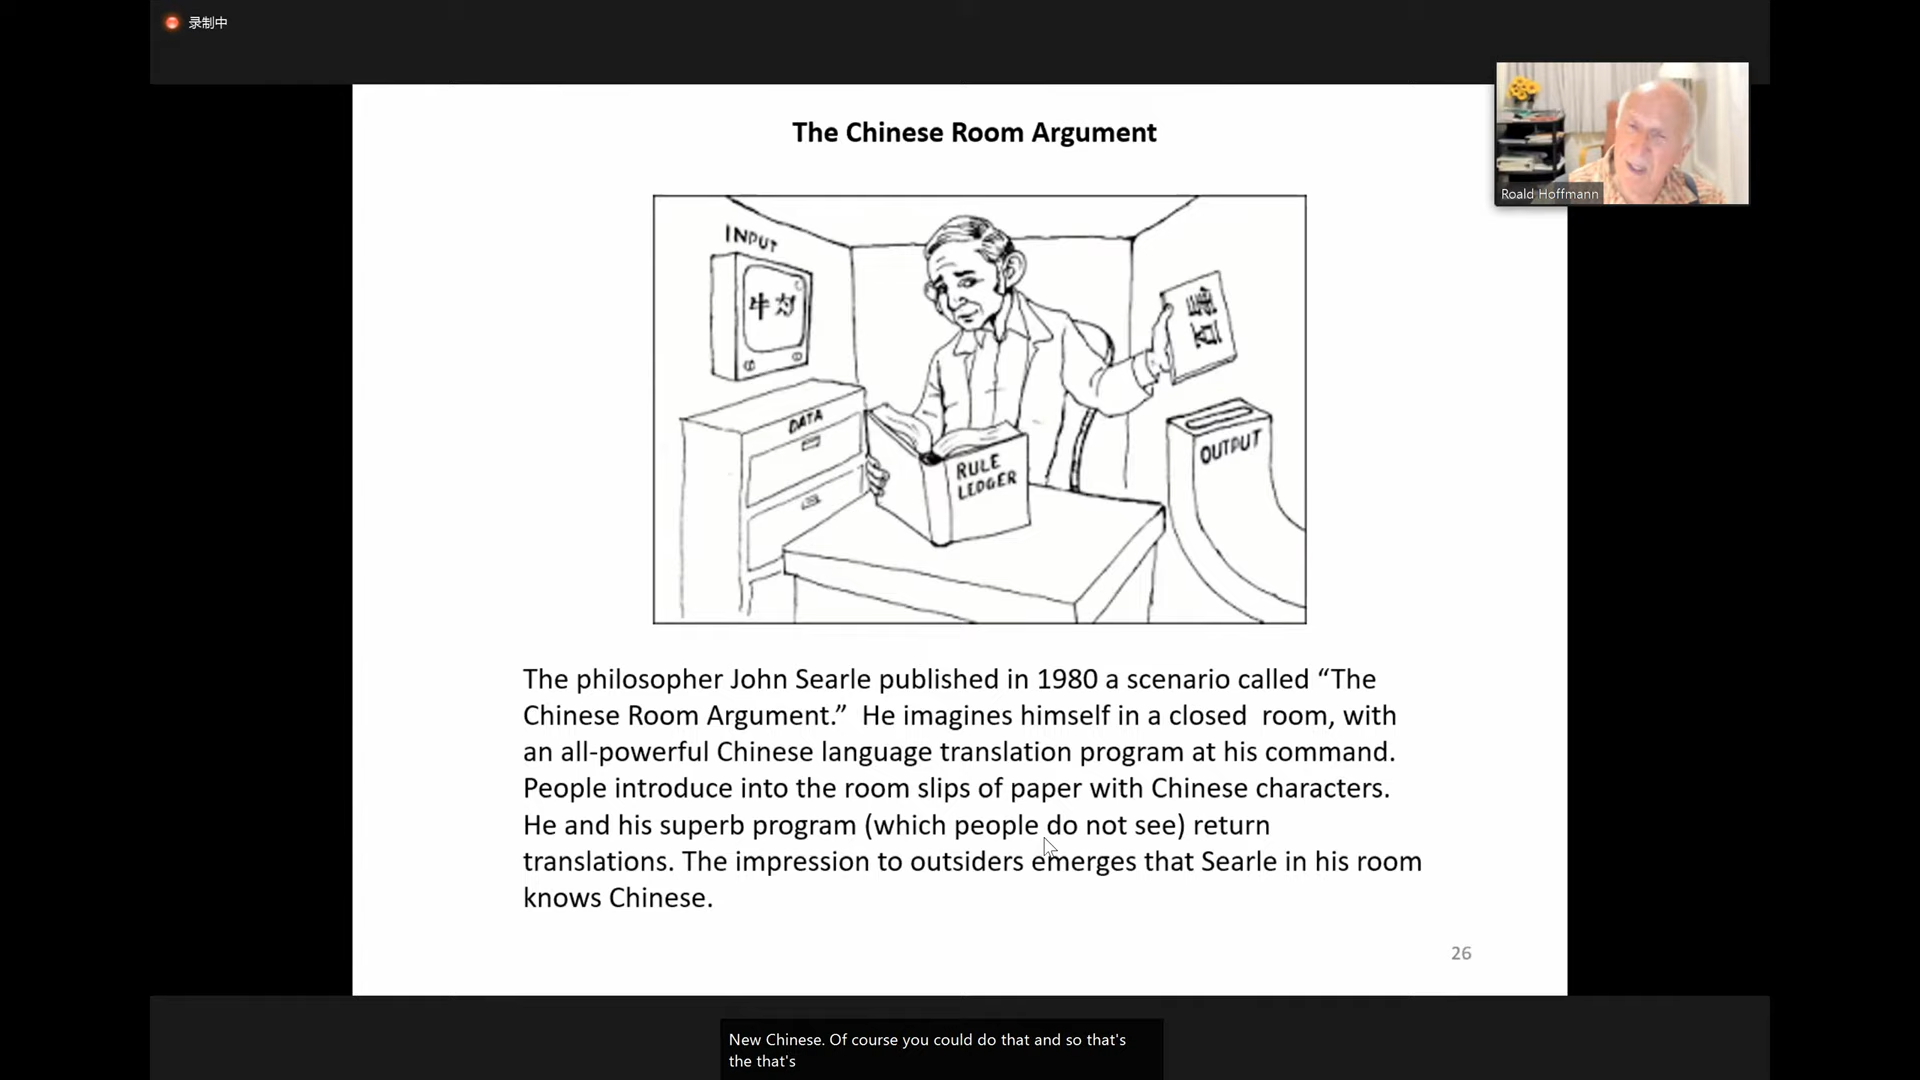 录制中
The Chinese Room Argument
Roald Hoffmann
INPUT
DATA
RULE
LEDGER
OUTPUT
The philosopher John Searle published in 1980 a scenario called “The
Chinese Room Argument.” He imagines himself in a closed room, with
an all-powerful Chinese language translation program at his command.
People introduce into the room slips of paper with Chinese characters.
He and his superb program (which people do not see) return
translations. The impression to outsiders emerges that Searle in his room
knows Chinese.
26
New Chinese. Of course you could do that and so that's
the that's